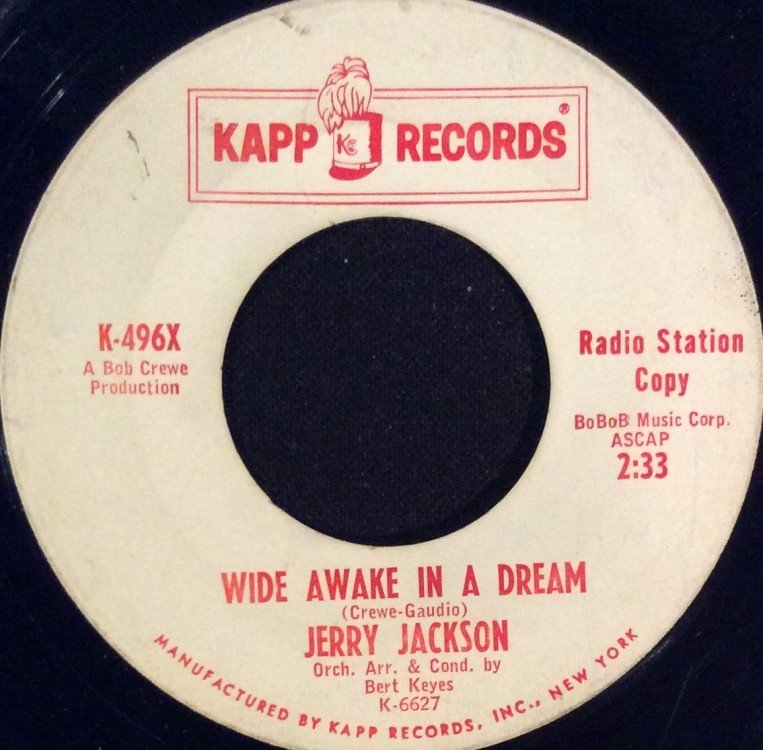 KAPP KC RECORDS®
K-496X
A Bob Crewe
Production
Radio Station
Copy
BoBoB Music Corp.
ASCAP
2:33
WIDE AWAKE IN A DREAM
(Crewe-Gaudio)
JERRY JACKSON
Orch. Arr. & Cond. by
Bert Keyes
K-6627
MANUFACTURED BY KAPP RECORDS, INC., NEW YORK